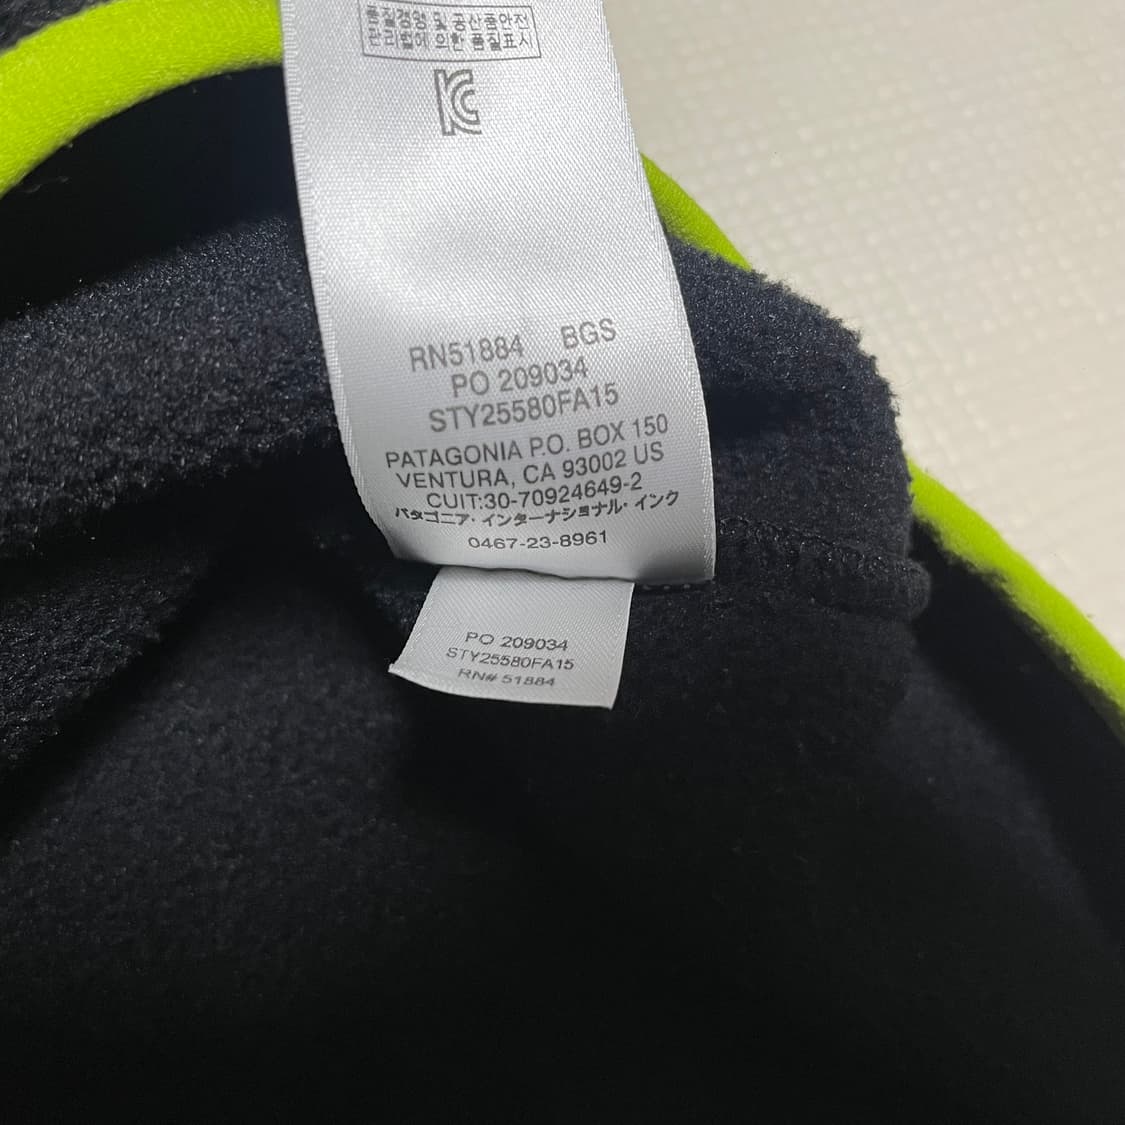 품질경영 및 공산품안전
관리법에 의한 품질표시
KC
RN51884 BGS
PO 209034
STY25580FA15
PATAGONIA P.O. BOX 150
VENTURA, CA 93002 US
CUIT:30-70924649-2
パタゴニア・インターナショナル・インク
0467-23-8961
PO 209034
STY25580FA15
RN# 51884